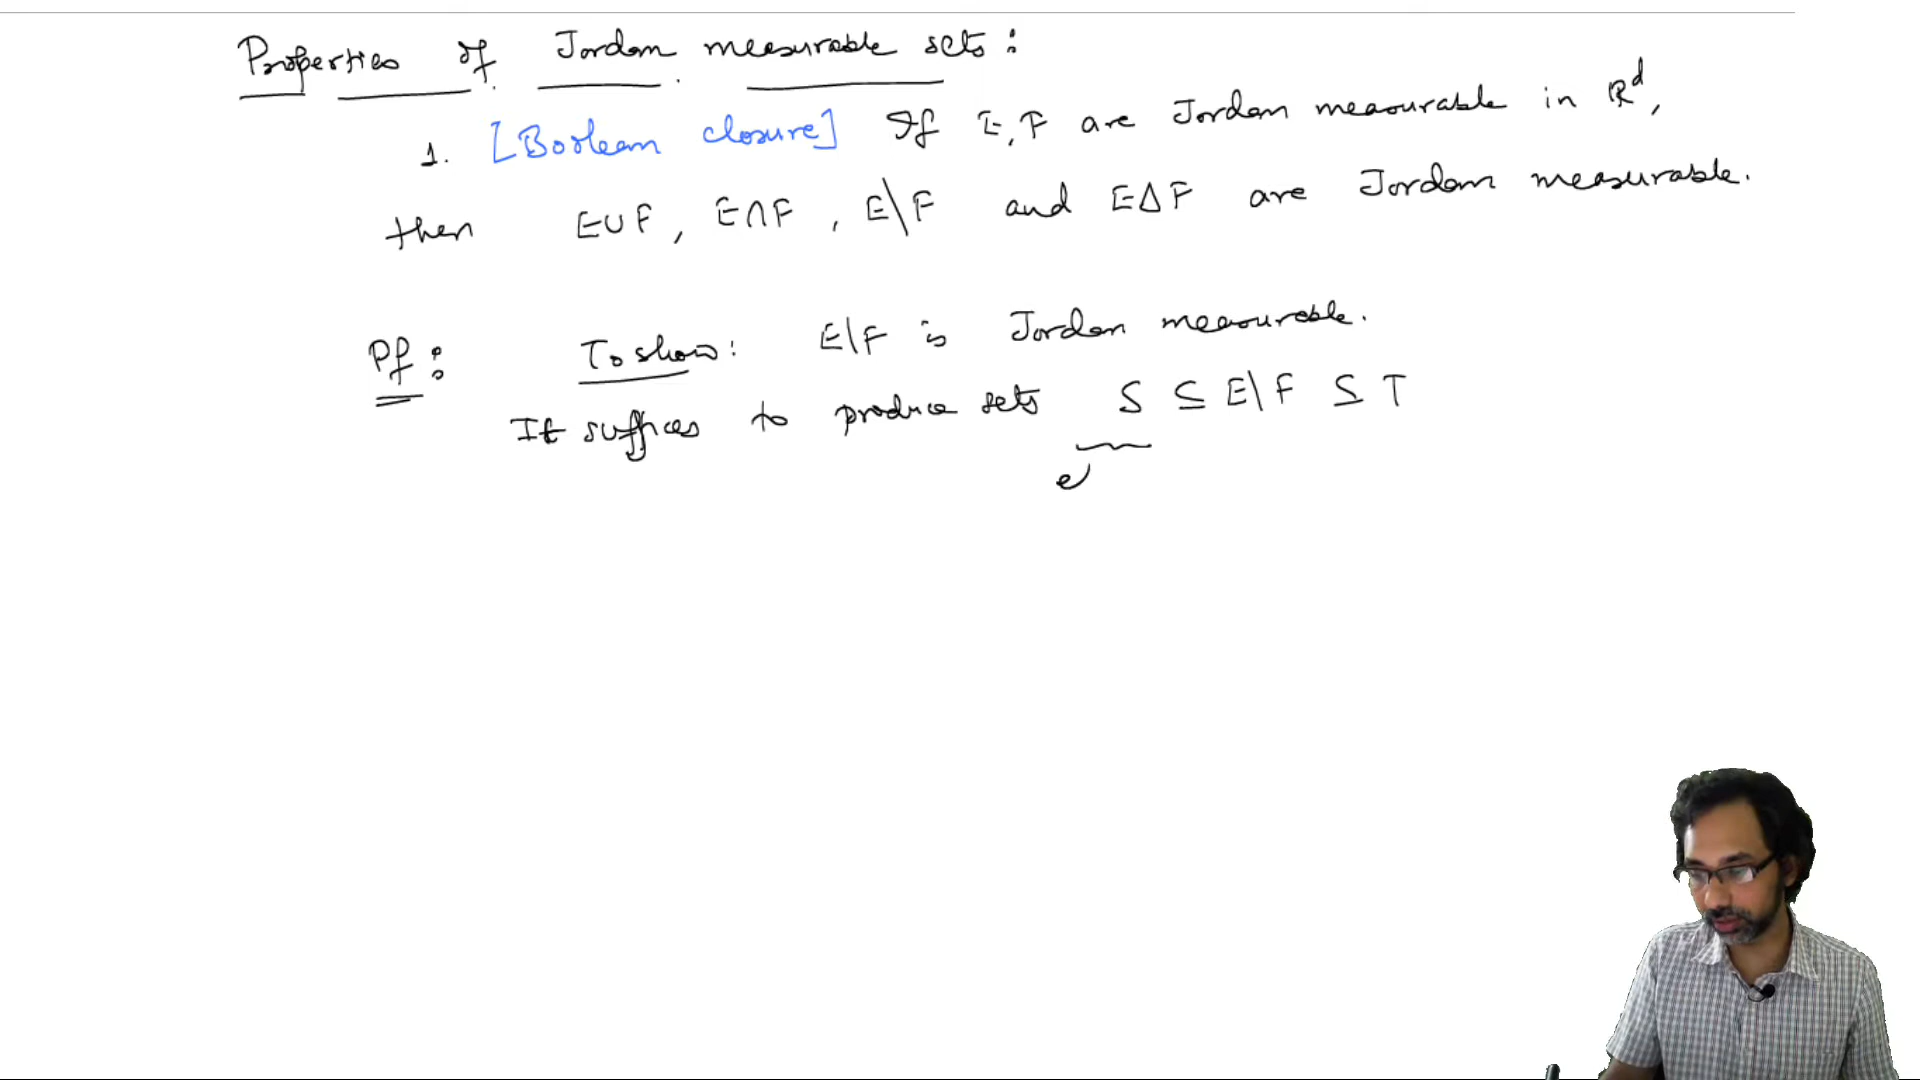 Properties of Jordan measurable sets :
1. [Boolean closure] If E, F are Jordan measurable in ℝᵈ,
then E∪F, E∩F, E\F and E∆F are Jordan measurable.
Pf : To show : E\F is Jordan measurable.
It suffices to produce sets S ⊆ E\F ⊆ T
e